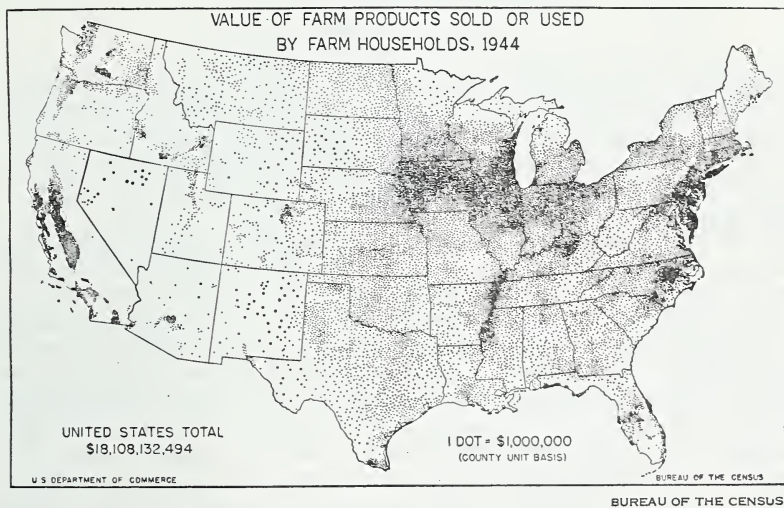 VALUE OF FARM PRODUCTS SOLD OR USED
BY FARM HOUSEHOLDS, 1944
UNITED STATES TOTAL
$18,108,132,494
1 DOT = $1,000,000
(COUNTY UNIT BASIS)
U S DEPARTMENT OF COMMERCE
BUREAU OF THE CENSUS
BUREAU OF THE CENSUS